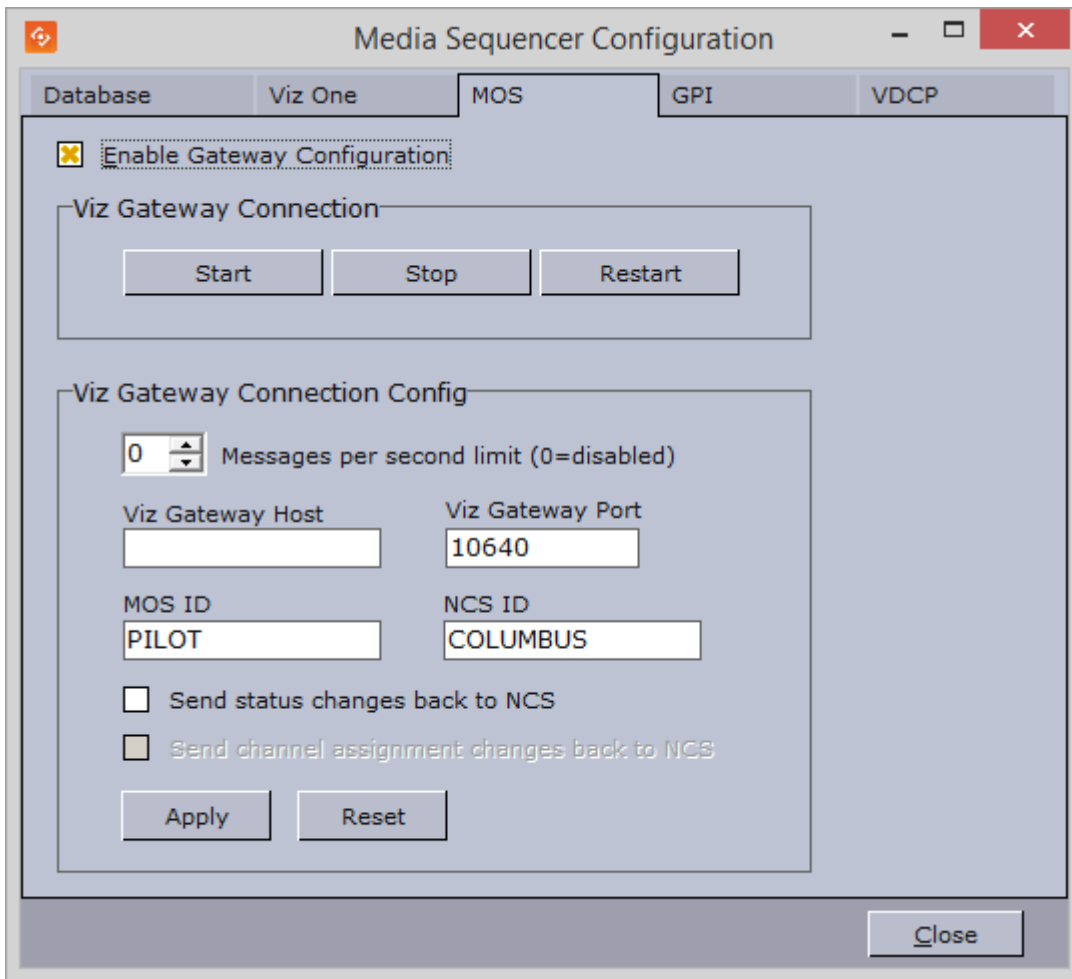 Media Sequencer Configuration
Database Viz One MOS GPI VDCP
Enable Gateway Configuration
Viz Gateway Connection
Start Stop Restart
Viz Gateway Connection Config
0 Messages per second limit (0=disabled)
Viz Gateway Host Viz Gateway Port
10640
MOS ID NCS ID
PILOT COLUMBUS
Send status changes back to NCS
Send channel assignment changes back to NCS
Apply Reset
Close